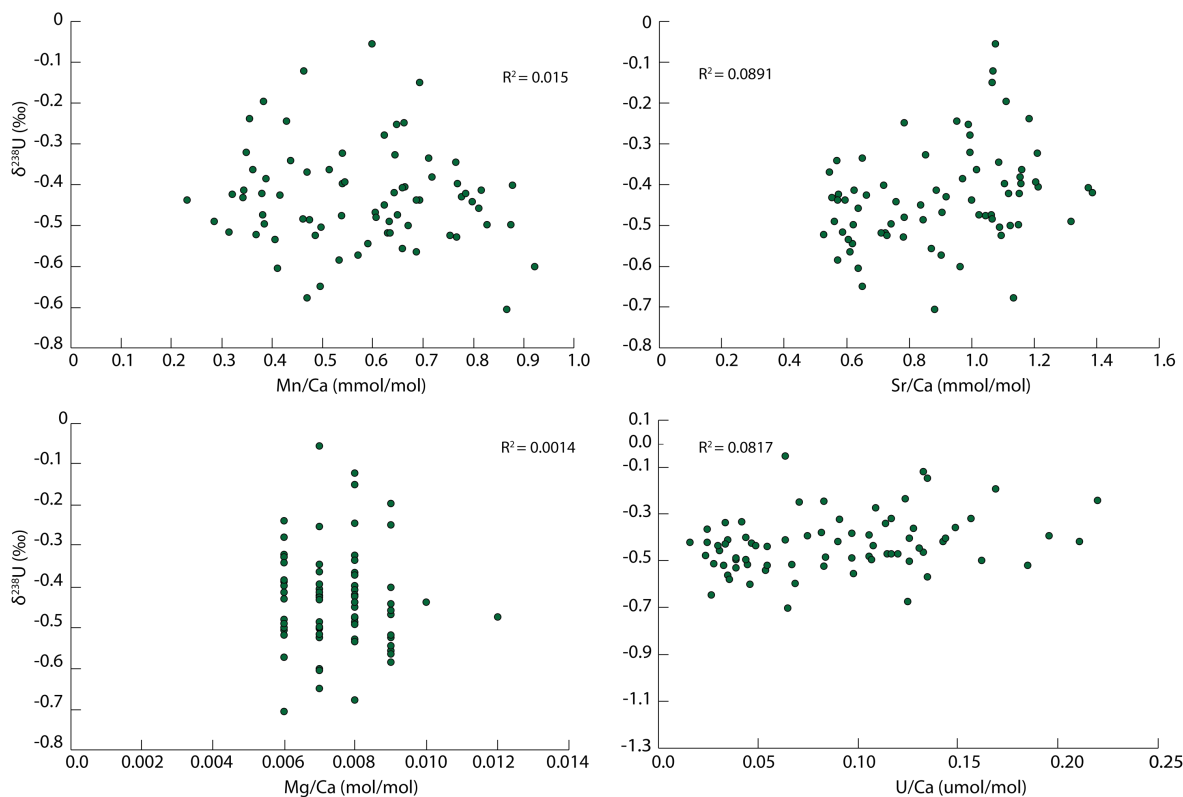 0
-0.1
-0.2
-0.3
-0.4
-0.5
-0.6
-0.6
-0.8
δ²³⁸U (‰)
R² = 0.015
0 0.1 0.2 0.3 0.4 0.5 0.6 0.7 0.8 0.9 1.0
Mn/Ca (mmol/mol)
0
-0.1
-0.2
-0.3
-0.4
-0.5
-0.6
-0.7
-0.8
R² = 0.0891
0 0.2 0.4 0.6 0.8 1.0 1.2 1.4 1.6
Sr/Ca (mmol/mol)
0
-0.1
-0.2
-0.3
-0.4
-0.5
-0.6
-0.7
-0.8
δ²³⁸U (‰)
R² = 0.0014
0.0 0.002 0.004 0.006 0.008 0.010 0.012 0.014
Mg/Ca (mol/mol)
0.1
0.0
-0.1
-0.3
-0.5
-0.7
-0.9
-1.1
-1.3
R² = 0.0817
0.00 0.05 0.10 0.15 0.20 0.25
U/Ca (umol/mol)